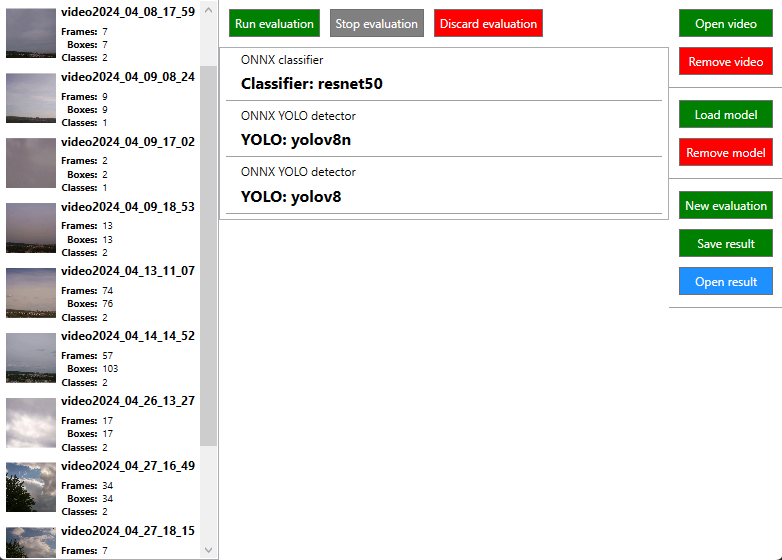 video2024_04_08_17_59
Frames: 7
Boxes: 7
Classes: 2
video2024_04_09_08_24
Frames: 9
Boxes: 9
Classes: 1
video2024_04_09_17_02
Frames: 2
Boxes: 2
Classes: 1
video2024_04_09_18_53
Frames: 13
Boxes: 13
Classes: 2
video2024_04_13_11_07
Frames: 74
Boxes: 76
Classes: 2
video2024_04_14_14_52
Frames: 57
Boxes: 103
Classes: 2
video2024_04_26_13_27
Frames: 17
Boxes: 17
Classes: 2
video2024_04_27_16_49
Frames: 34
Boxes: 34
Classes: 2
video2024_04_27_18_15
Frames: 7
Run evaluation
Stop evaluation
Discard evaluation
ONNX classifier
Classifier: resnet50
ONNX YOLO detector
YOLO: yolov8n
ONNX YOLO detector
YOLO: yolov8
Open video
Remove video
Load model
Remove model
New evaluation
Save result
Open result